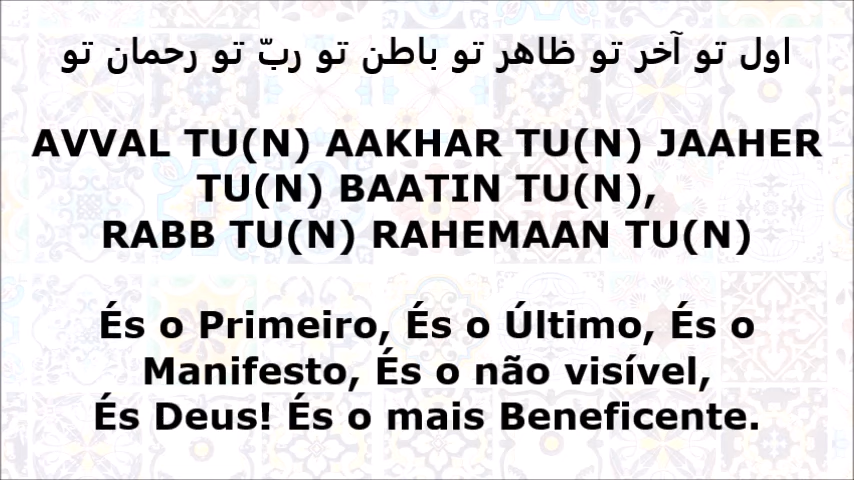 اول تو آخر تو ظاهر تو باطن تو ربّ تو رحمان تو
AVVAL TU(N) AAKHAR TU(N) JAAHER
TU(N) BAATIN TU(N),
RABB TU(N) RAHEMAAN TU(N)
És o Primeiro, És o Último, És o
Manifesto, És o não visível,
És Deus! És o mais Beneficente.